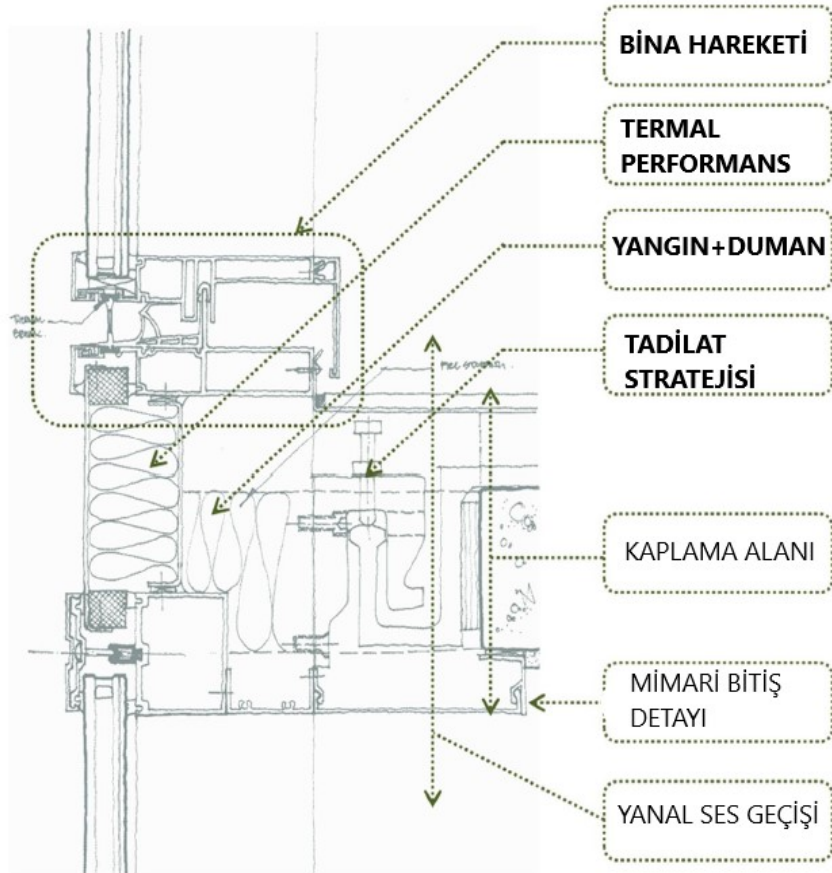 BİNA HAREKETİ
TERMAL
PERFORMANS
YANGIN+DUMAN
TADİLAT
STRATEJİSİ
KAPLAMA ALANI
MİMARİ BİTİŞ
DETAYI
YANAL SES GEÇİŞİ